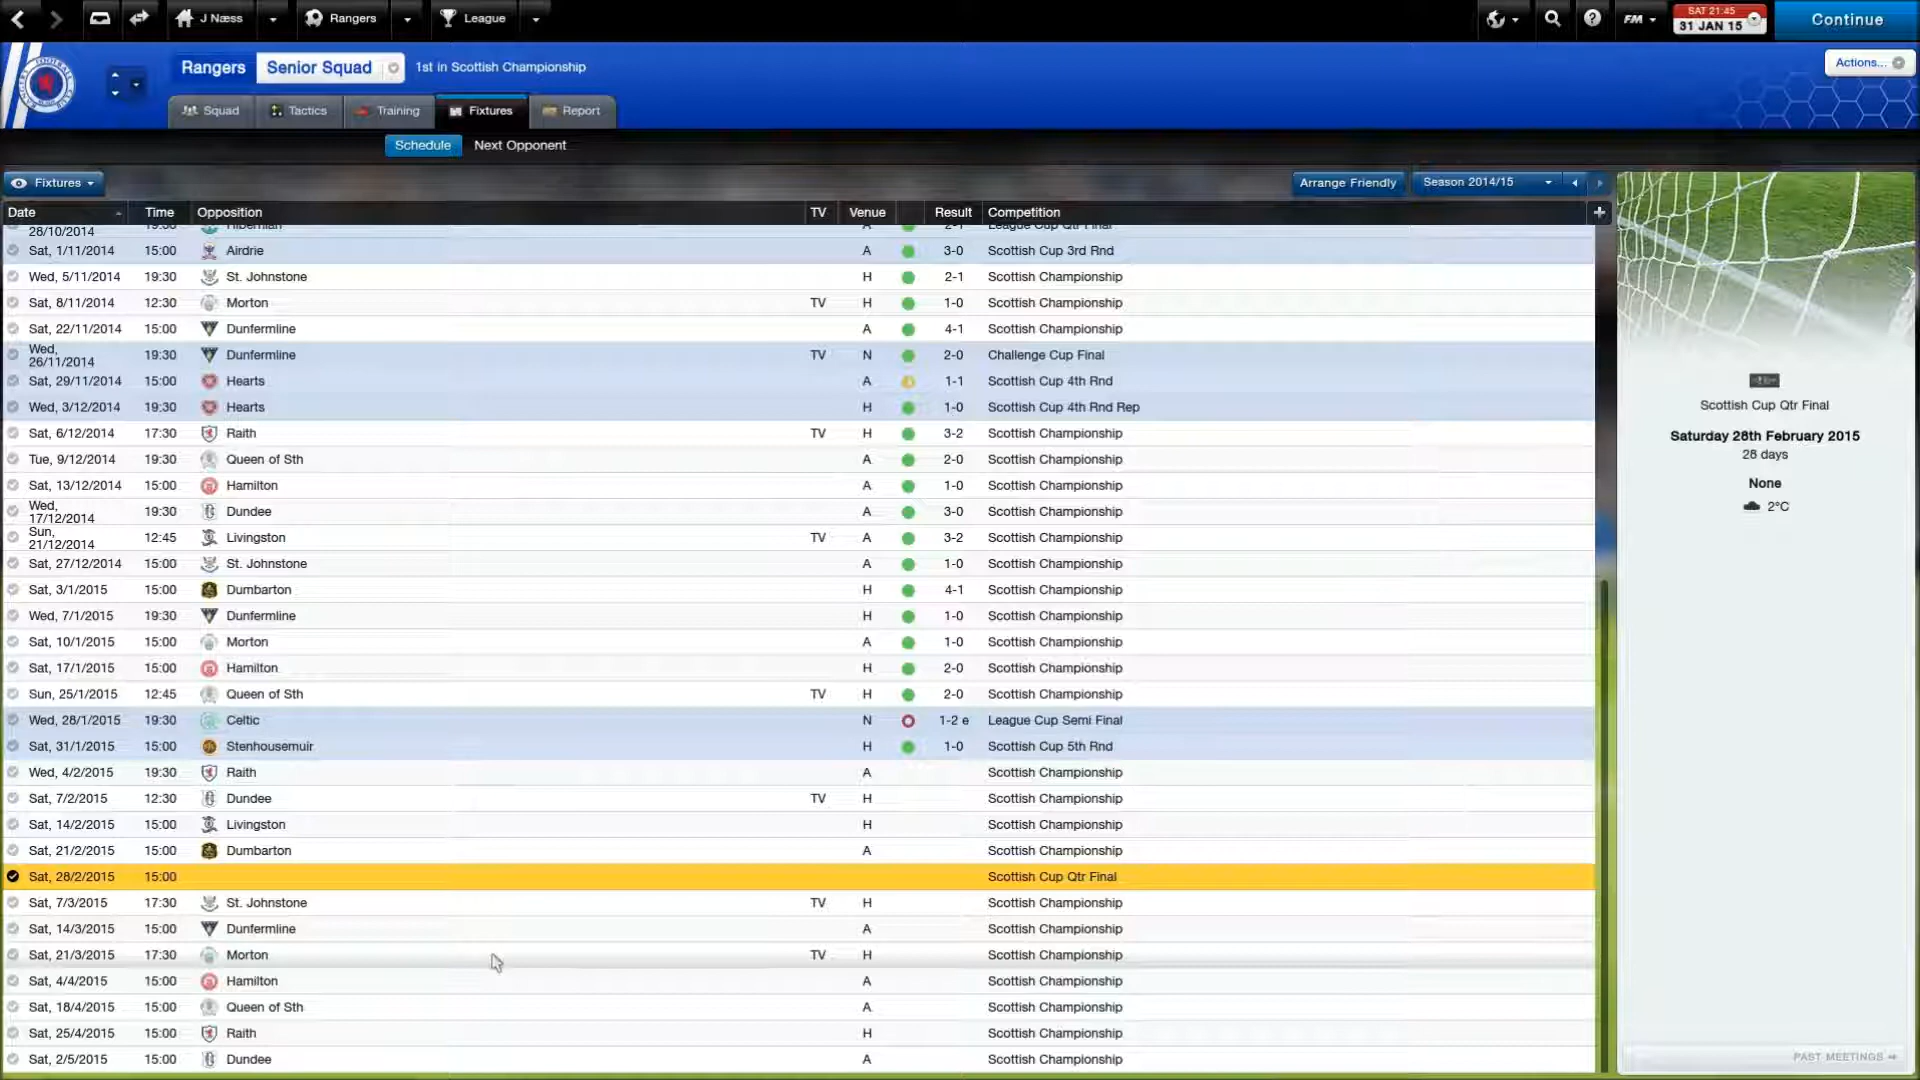 J Næss
Rangers
League
FM
SAT 21:45
31 JAN 15
Continue
Rangers
Senior Squad
1st in Scottish Championship
Actions...
Squad
Tactics
Training
Fixtures
Report
Schedule
Next Opponent
Fixtures
Arrange Friendly
Season 2014/15
Date Time Opposition TV Venue Result Competition
28/10/2014 19:30 Hibernian A 2-1 League Cup Qtr Final
Sat, 1/11/2014 15:00 Airdrie A 3-0 Scottish Cup 3rd Rnd
Wed, 5/11/2014 19:30 St. Johnstone H 2-1 Scottish Championship
Sat, 8/11/2014 12:30 Morton TV H 1-0 Scottish Championship
Sat, 22/11/2014 15:00 Dunfermline A 4-1 Scottish Championship
Wed, 26/11/2014 19:30 Dunfermline TV N 2-0 Challenge Cup Final
Sat, 29/11/2014 15:00 Hearts A 1-1 Scottish Cup 4th Rnd
Wed, 3/12/2014 19:30 Hearts H 1-0 Scottish Cup 4th Rnd Rep
Sat, 6/12/2014 17:30 Raith TV H 3-2 Scottish Championship
Tue, 9/12/2014 19:30 Queen of Sth A 2-0 Scottish Championship
Sat, 13/12/2014 15:00 Hamilton A 1-0 Scottish Championship
Wed, 17/12/2014 19:30 Dundee A 3-0 Scottish Championship
Sun, 21/12/2014 12:45 Livingston TV A 3-2 Scottish Championship
Sat, 27/12/2014 15:00 St. Johnstone A 1-0 Scottish Championship
Sat, 3/1/2015 15:00 Dumbarton H 4-1 Scottish Championship
Wed, 7/1/2015 19:30 Dunfermline H 1-0 Scottish Championship
Sat, 10/1/2015 15:00 Morton A 1-0 Scottish Championship
Sat, 17/1/2015 15:00 Hamilton H 2-0 Scottish Championship
Sun, 25/1/2015 12:45 Queen of Sth TV H 2-0 Scottish Championship
Wed, 28/1/2015 19:30 Celtic N 1-2 e League Cup Semi Final
Sat, 31/1/2015 15:00 Stenhousemuir H 1-0 Scottish Cup 5th Rnd
Wed, 4/2/2015 19:30 Raith A Scottish Championship
Sat, 7/2/2015 12:30 Dundee TV H Scottish Championship
Sat, 14/2/2015 15:00 Livingston H Scottish Championship
Sat, 21/2/2015 15:00 Dumbarton A Scottish Championship
Sat, 28/2/2015 15:00 Scottish Cup Qtr Final
Sat, 7/3/2015 17:30 St. Johnstone TV H Scottish Championship
Sat, 14/3/2015 15:00 Dunfermline A Scottish Championship
Sat, 21/3/2015 17:30 Morton TV H Scottish Championship
Sat, 4/4/2015 15:00 Hamilton A Scottish Championship
Sat, 18/4/2015 15:00 Queen of Sth A Scottish Championship
Sat, 25/4/2015 15:00 Raith H Scottish Championship
Sat, 2/5/2015 15:00 Dundee A Scottish Championship
Scottish Cup Qtr Final
Saturday 28th February 2015
28 days
None
2°C
PAST MEETINGS